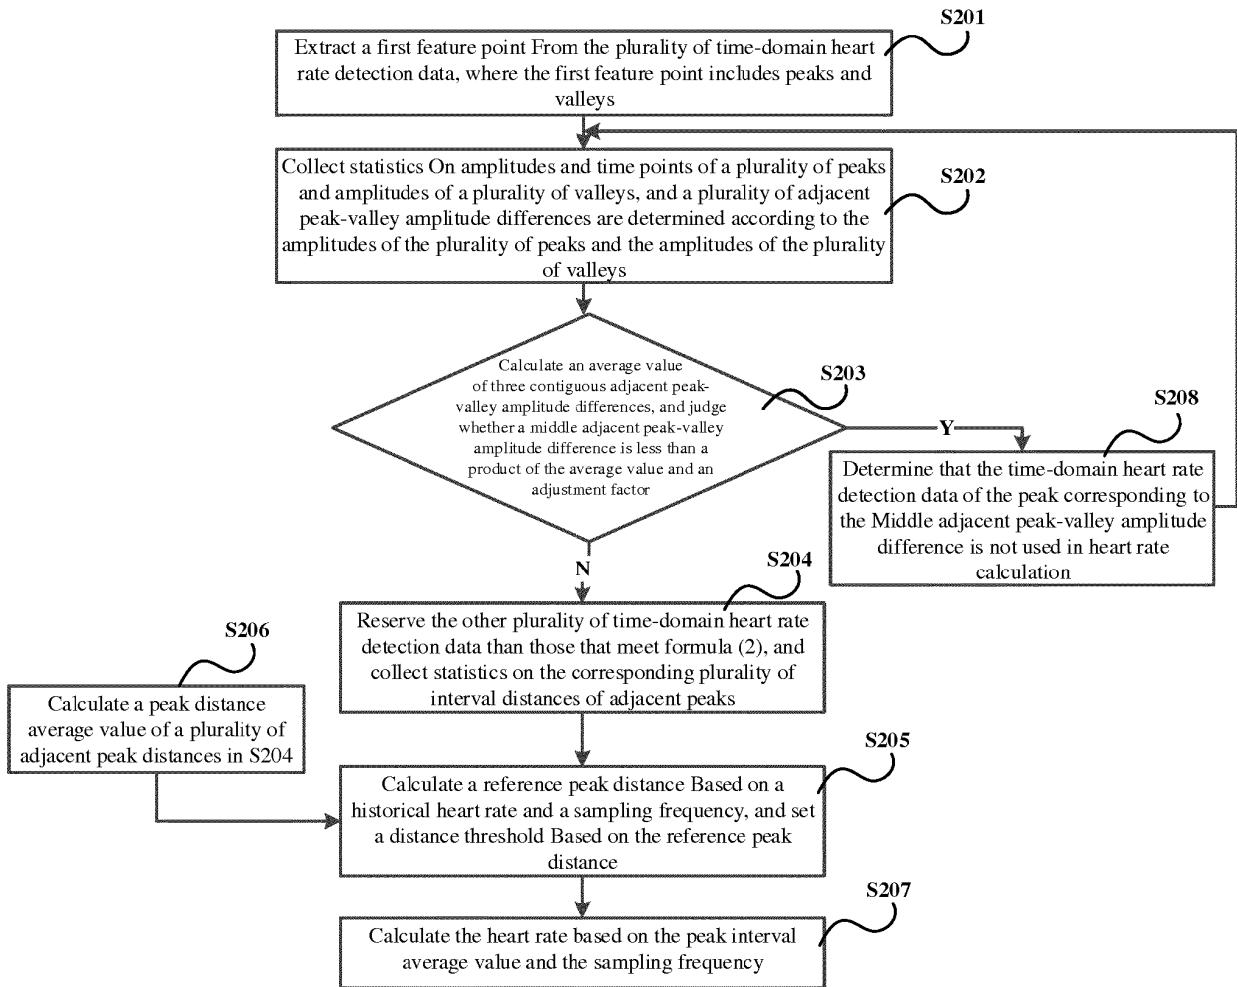 S201
Extract a first feature point From the plurality of time-domain heart
rate detection data, where the first feature point includes peaks and
valleys
S202
Collect statistics On amplitudes and time points of a plurality of peaks
and amplitudes of a plurality of valleys, and a plurality of adjacent
peak-valley amplitude differences are determined according to the
amplitudes of the plurality of peaks and the amplitudes of the plurality
of valleys
S203
Calculate an average value
of three contiguous adjacent peak-
valley amplitude differences, and judge
whether a middle adjacent peak-valley
amplitude difference is less than a
product of the average value and an
adjustment factor
Y
S208
Determine that the time-domain heart rate
detection data of the peak corresponding to
the Middle adjacent peak-valley amplitude
difference is not used in heart rate
calculation
N
S204
Reserve the other plurality of time-domain heart rate
detection data than those that meet formula (2), and
collect statistics on the corresponding plurality of
interval distances of adjacent peaks
S206
Calculate a peak distance
average value of a plurality of
adjacent peak distances in S204
S205
Calculate a reference peak distance Based on a
historical heart rate and a sampling frequency, and set
a distance threshold Based on the reference peak
distance
S207
Calculate the heart rate based on the peak interval
average value and the sampling frequency